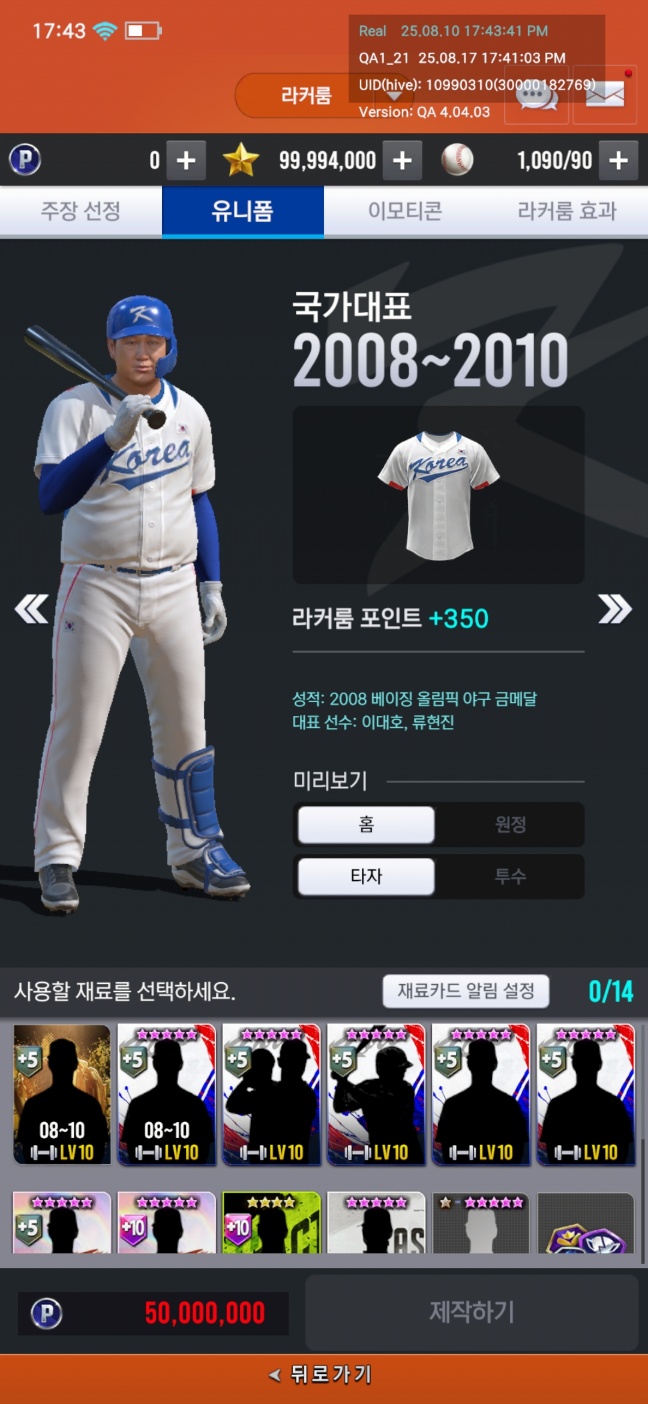 17:43
Real 25.08.10 17:43:41 PM
QA1_21 25.08.17 17:41:03 PM
UID(hive): 10990310(30000182769)
Version: QA 4.04.03
라커룸
P 0 + 99,994,000 + 1,090/90 +
주장 선정 유니폼 이모티콘 라커룸 효과
국가대표
2008~2010
K
Korea
Korea
라커룸 포인트 +350
성적: 2008 베이징 올림픽 야구 금메달
대표 선수: 이대호, 류현진
미리보기
홈 원정
타자 투수
사용할 재료를 선택하세요. 재료카드 알림 설정 0/14
+5 +5 +5 +5 +5 +5
08~10 08~10
LV10 LV10 LV10 LV10 LV10 LV10
+5 +10 +10
P 50,000,000 제작하기
뒤로가기